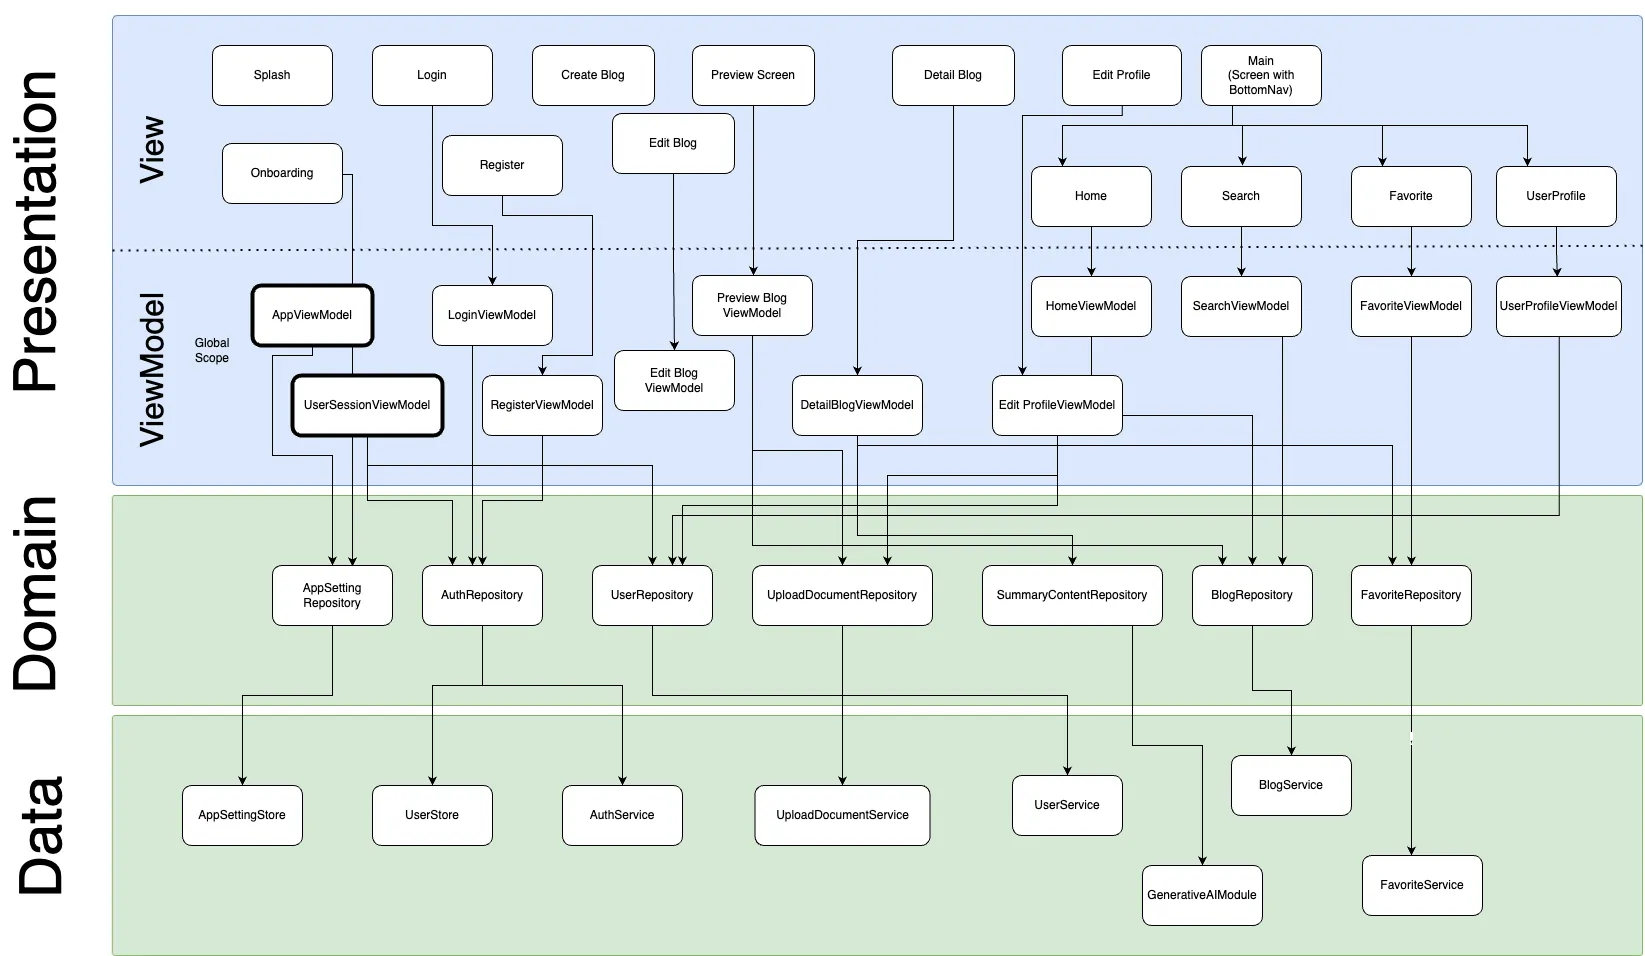 Presentation
View
Splash
Login
Create Blog
Preview Screen
Detail Blog
Edit Profile
Main
(Screen with
BottomNav)
Onboarding
Register
Edit Blog
Home
Search
Favorite
UserProfile
ViewModel
Global
Scope
AppViewModel
LoginViewModel
Preview Blog
ViewModel
HomeViewModel
SearchViewModel
FavoriteViewModel
UserProfileViewModel
UserSessionViewModel
RegisterViewModel
Edit Blog
ViewModel
DetailBlogViewModel
Edit ProfileViewModel
Domain
AppSetting
Repository
AuthRepository
UserRepository
UploadDocumentRepository
SummaryContentRepository
BlogRepository
FavoriteRepository
Data
AppSettingStore
UserStore
AuthService
UploadDocumentService
UserService
BlogService
GenerativeAIModule
FavoriteService